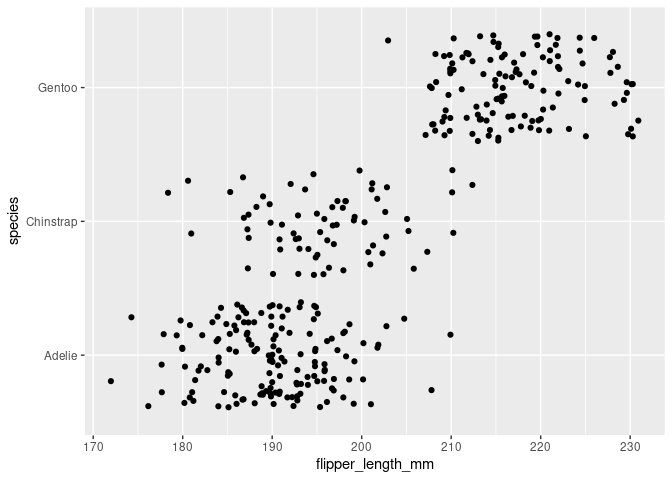 Gentoo
Chinstrap
Adelie
species
170 180 190 200 210 220 230
flipper_length_mm